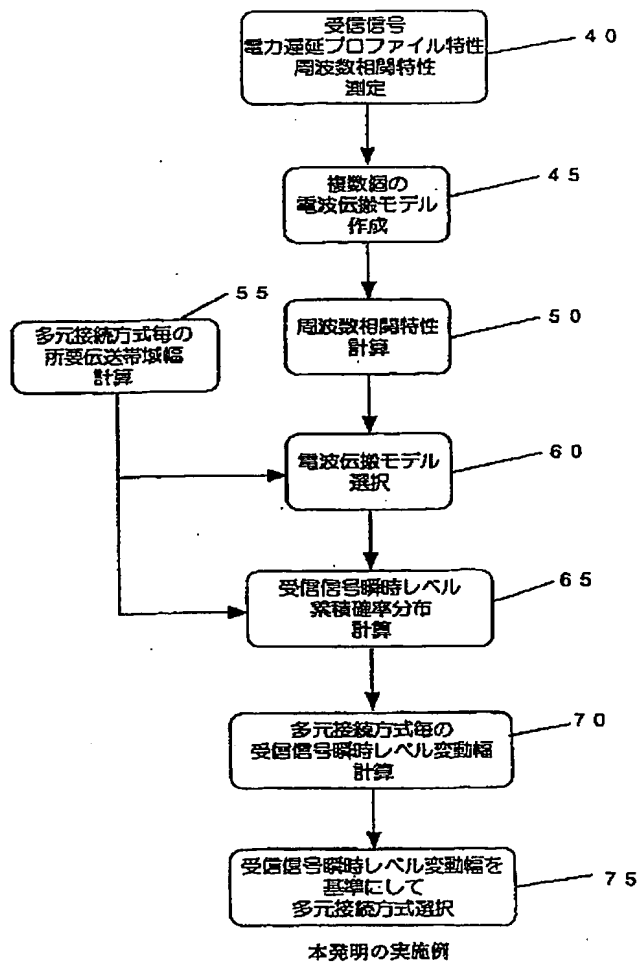 受信信号
電力遅延プロファイル特性
周波数相関特性
測定
40
複数個の
電波伝搬モデル
作成
45
55
多元接続方式毎の
所要伝送帯域幅
計算
周波数相関特性
計算
50
電波伝搬モデル
選択
60
受信信号瞬時レベル
累積確率分布
計算
65
多元接続方式毎の
受信信号瞬時レベル変動幅
計算
70
受信信号瞬時レベル変動幅を
基準にして
多元接続方式選択
75
本発明の実施例